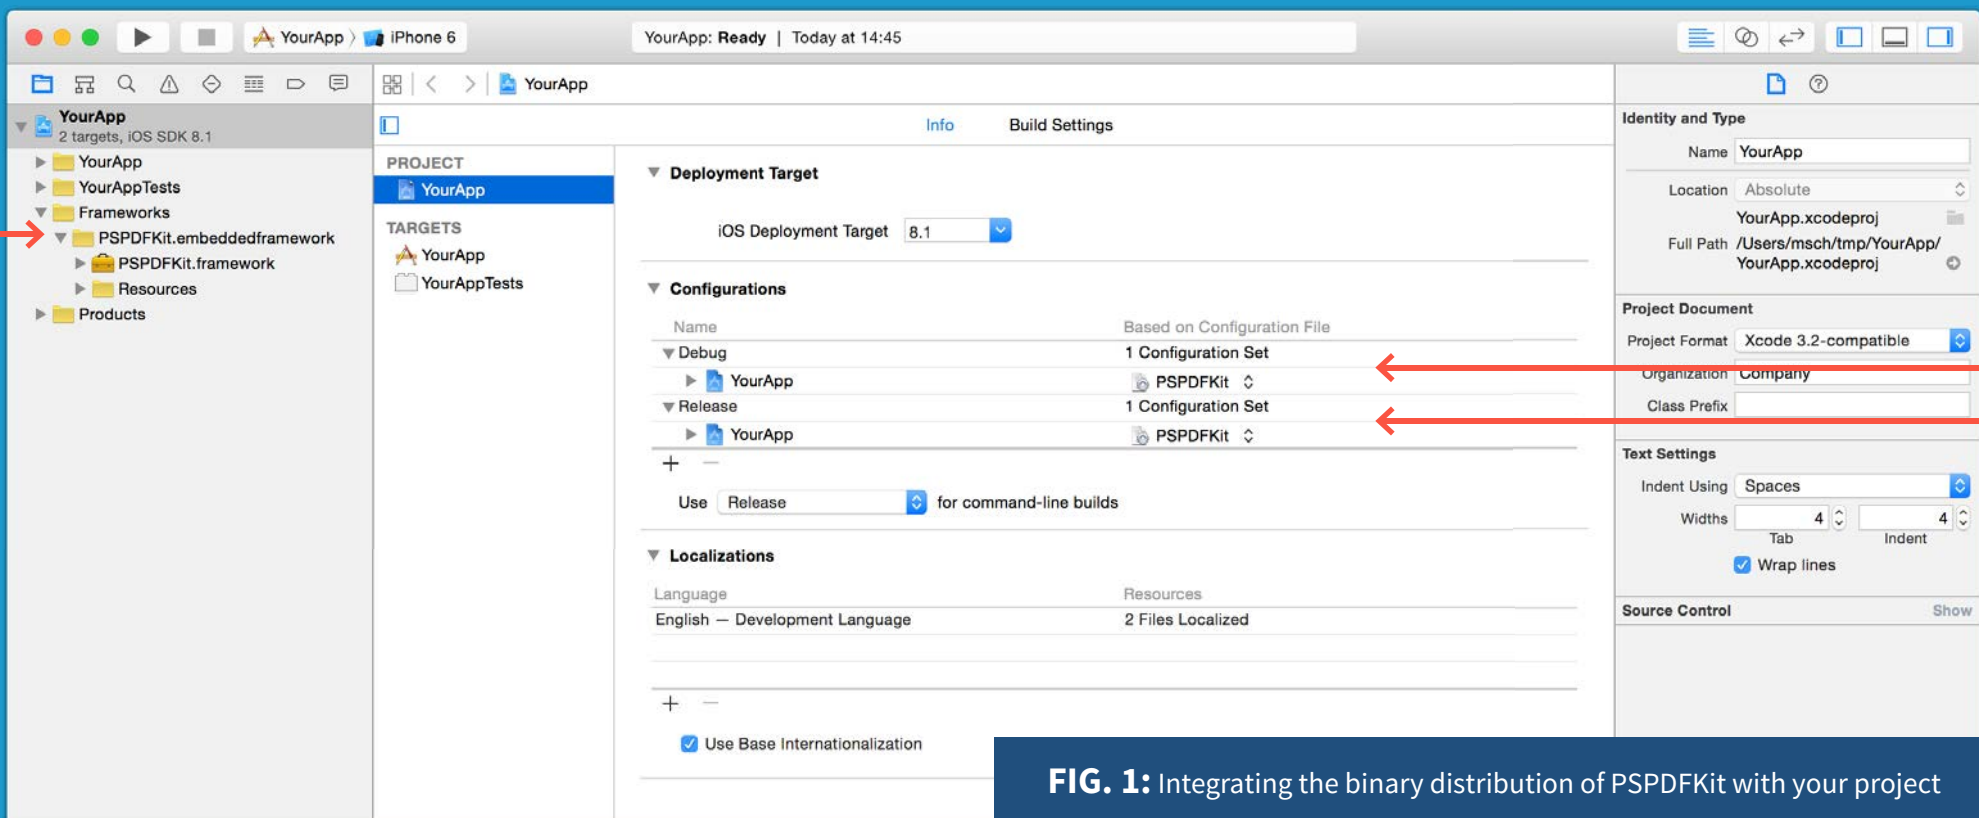 YourApp
iPhone 6
YourApp: Ready | Today at 14:45
YourApp
YourApp
2 targets, iOS SDK 8.1
YourApp
YourAppTests
Frameworks
PSPDFKit.embeddedframework
PSPDFKit.framework
Resources
Products
Info
Build Settings
PROJECT
YourApp
TARGETS
YourApp
YourAppTests
Deployment Target
iOS Deployment Target 8.1
Configurations
Name Based on Configuration File
Debug 1 Configuration Set
YourApp PSPDFKit
Release 1 Configuration Set
YourApp PSPDFKit
+ −
Use Release for command-line builds
Localizations
Language Resources
English — Development Language 2 Files Localized
+ −
Use Base Internationalization
Identity and Type
Name YourApp
Location Absolute
YourApp.xcodeproj
Full Path /Users/msch/tmp/YourApp/
YourApp.xcodeproj
Project Document
Project Format Xcode 3.2-compatible
Organization Company
Class Prefix
Text Settings
Indent Using Spaces
Widths 4 4
Tab Indent
Wrap lines
Source Control Show
FIG. 1: Integrating the binary distribution of PSPDFKit with your project